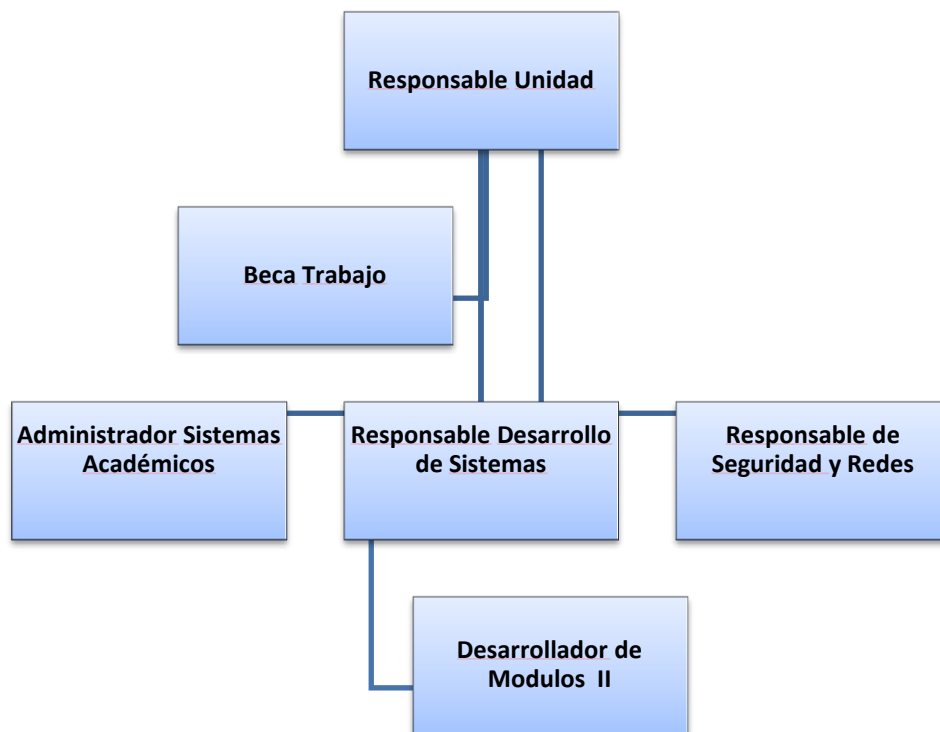 Responsable Unidad
Beca Trabajo
Administrador Sistemas
Académicos
Responsable Desarrollo
de Sistemas
Responsable de
Seguridad y Redes
Desarrollador de
Modulos II